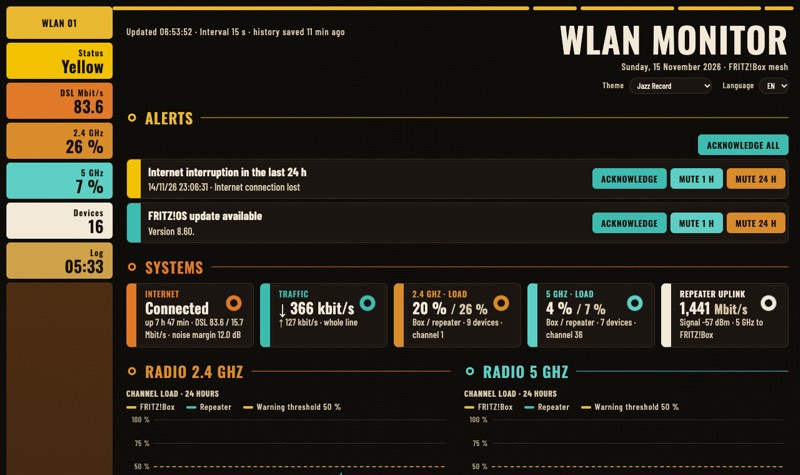 WLAN 01
Status
Yellow
DSL Mbit/s
83.6
2.4 GHz
26 %
5 GHz
7 %
Devices
16
Log
05:33
Updated 06:53:52 · Interval 15 s · history saved 11 min ago
WLAN MONITOR
Sunday, 15 November 2026 · FRITZ!Box mesh
Theme Jazz Record Language EN
ALERTS
ACKNOWLEDGE ALL
Internet interruption in the last 24 h
14/11/26 23:06:31 · Internet connection lost
ACKNOWLEDGE MUTE 1 H MUTE 24 H
FRITZ!OS update available
Version 8.60.
ACKNOWLEDGE MUTE 1 H MUTE 24 H
SYSTEMS
INTERNET
Connected
up 7 h 47 min · DSL 83.6 / 15.7
Mbit/s · noise margin 12.0 dB
TRAFFIC
↓ 366 kbit/s
↑ 127 kbit/s · whole line
2.4 GHZ · LOAD
20 % / 26 %
Box / repeater · 9 devices ·
channel 1
5 GHZ · LOAD
4 % / 7 %
Box / repeater · 7 devices ·
channel 36
REPEATER UPLINK
1,441 Mbit/s
Signal -57 dBm · 5 GHz to
FRITZ!Box
RADIO 2.4 GHZ
CHANNEL LOAD · 24 HOURS
FRITZ!Box Repeater Warning threshold 50 %
100 %
75 %
50 %
RADIO 5 GHZ
CHANNEL LOAD · 24 HOURS
FRITZ!Box Repeater Warning threshold 50 %
100 %
75 %
50 %